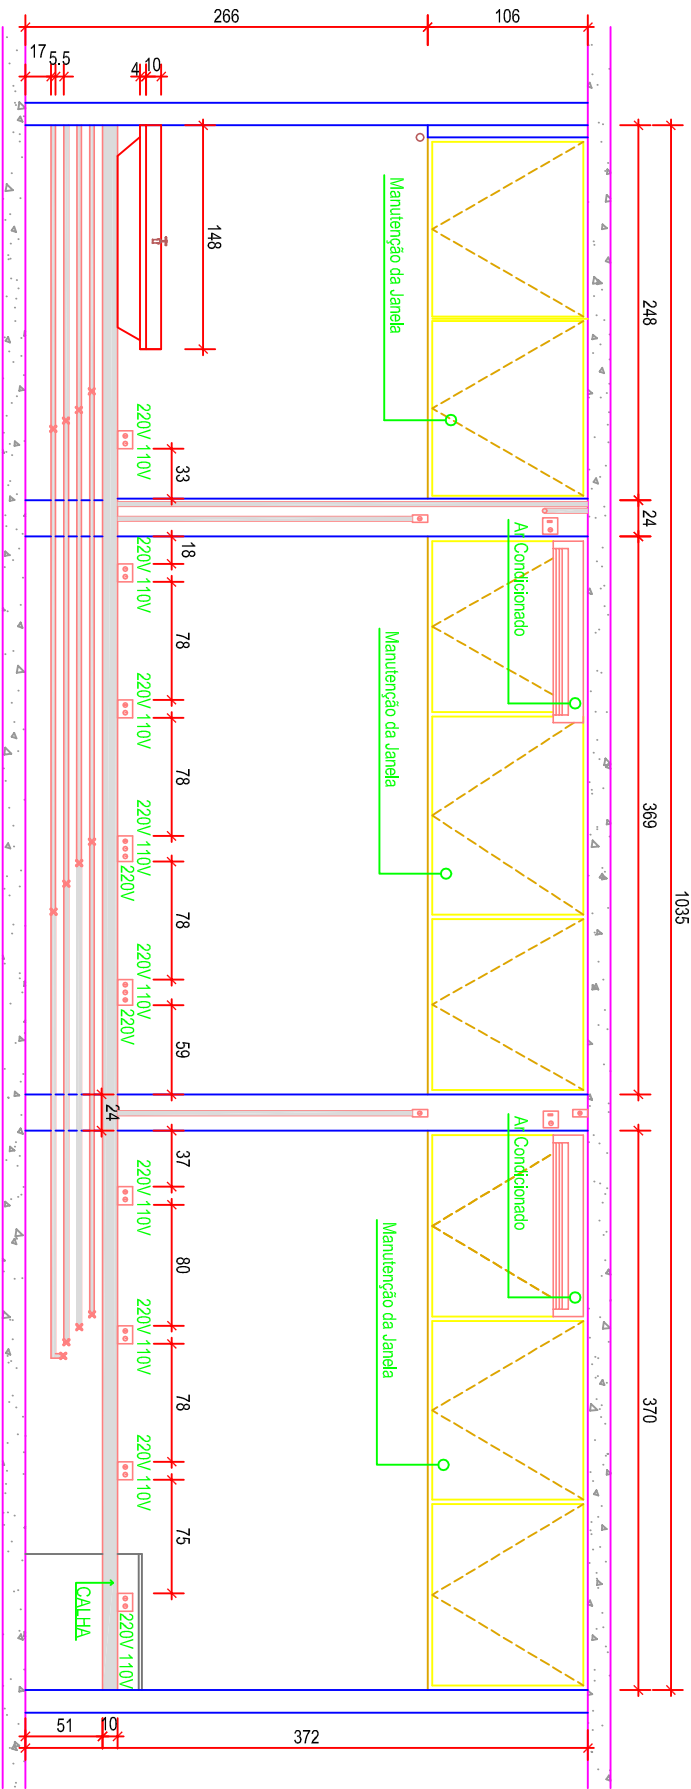 266
106
17
5.5
4
10
148
248
1035
Manutenção da Janela
220V 110V
33
24
18
220V 110V
Ar Condicionado
78
220V 110V
Manutenção da Janela
78
369
220V 110V
220V
78
220V 110V
220V
59
24
37
220V 110V
Ar Condicionado
80
Manutenção da Janela
220V 110V
78
370
220V 110V
75
CALHA
220V 110V
51
10
372